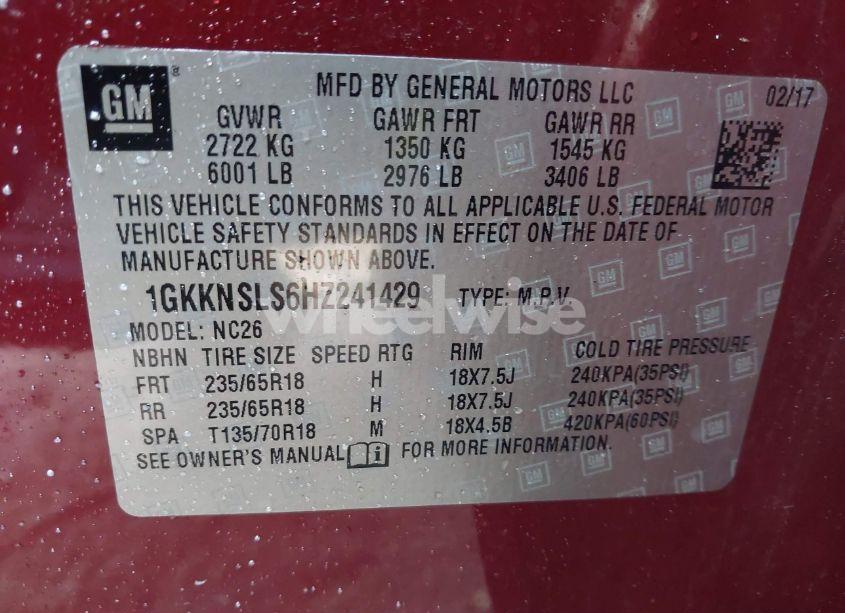 GM
®
MFD BY GENERAL MOTORS LLC
02/17
GVWR GAWR FRT GAWR RR
2722 KG 1350 KG 1545 KG
6001 LB 2976 LB 3406 LB
THIS VEHICLE CONFORMS TO ALL APPLICABLE U.S. FEDERAL MOTOR
VEHICLE SAFETY STANDARDS IN EFFECT ON THE DATE OF
MANUFACTURE SHOWN ABOVE.
1GKKNSLS6HZ241429 TYPE: M.P.V.
wheelwise
MODEL: NC26
NBHN TIRE SIZE SPEED RTG RIM COLD TIRE PRESSURE
FRT 235/65R18 H 18X7.5J 240KPA(35PSI)
RR 235/65R18 H 18X7.5J 240KPA(35PSI)
SPA T135/70R18 M 18X4.5B 420KPA(60PSI)
SEE OWNER'S MANUAL i FOR MORE INFORMATION.